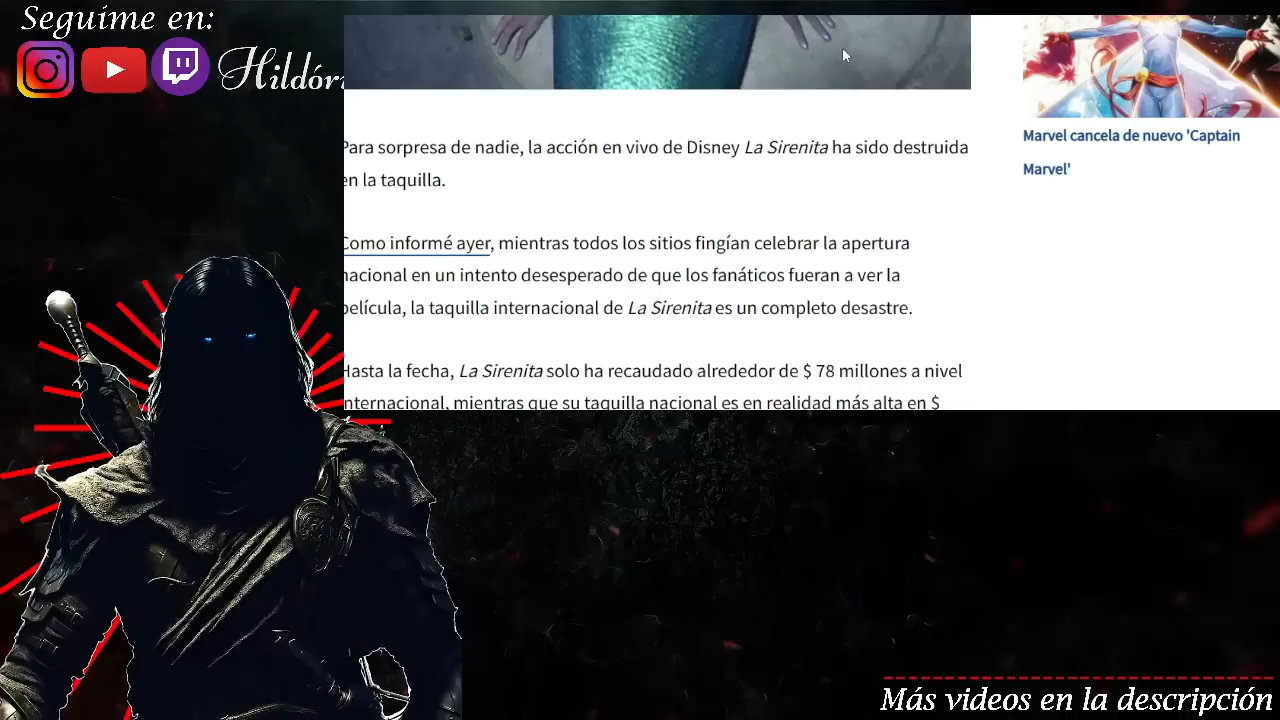 Seguíme en:
Hildóri
Para sorpresa de nadie, la acción en vivo de Disney La Sirenita ha sido destruida
en la taquilla.
Como informé ayer, mientras todos los sitios fingían celebrar la apertura
nacional en un intento desesperado de que los fanáticos fueran a ver la
película, la taquilla internacional de La Sirenita es un completo desastre.
Hasta la fecha, La Sirenita solo ha recaudado alrededor de $ 78 millones a nivel
internacional, mientras que su taquilla nacional es en realidad más alta en $
Marvel cancela de nuevo 'Captain
Marvel'
Más videos en la descripción